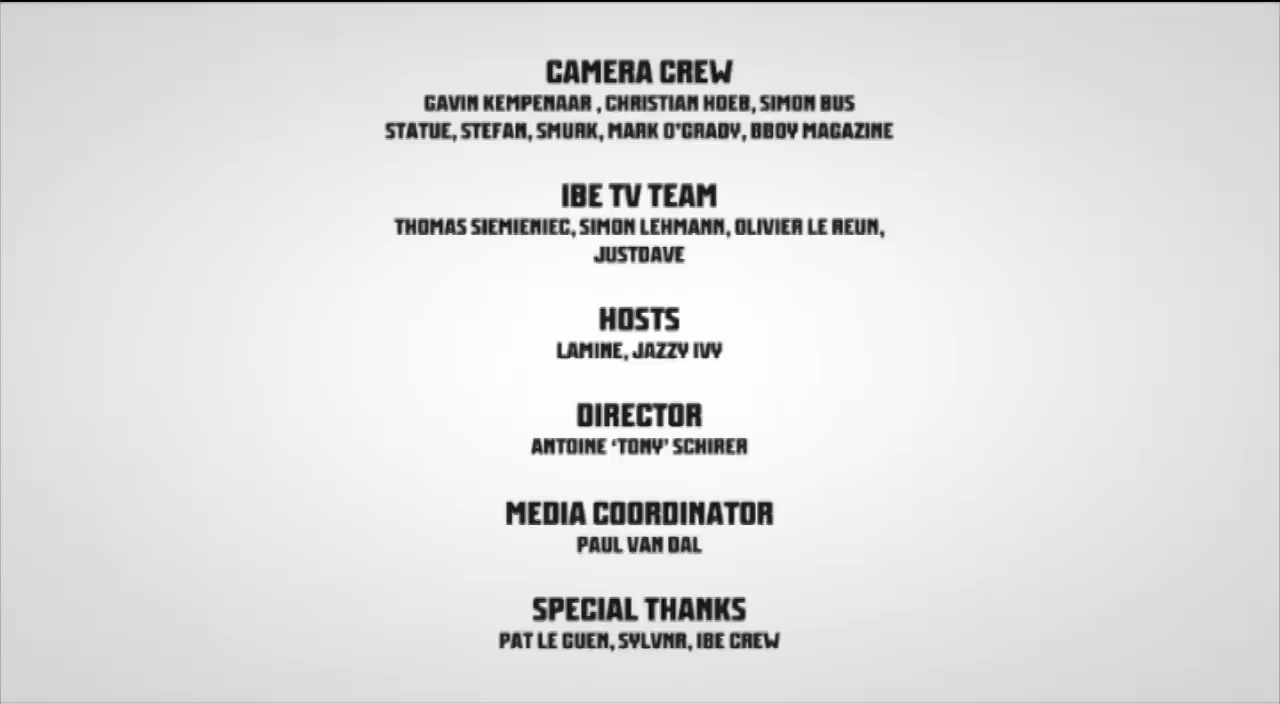 CAMERA CREW
GAVIN KEMPENAAR , CHRISTIAN HOEB, SIMON BUS
STATUE, STEFAN, SMURK, MARK O'GRADY, BBOY MAGAZINE
IBE TV TEAM
THOMAS SIEMIENIEC, SIMON LEHMANN, OLIVIER LE REUN,
JUSTDAVE
HOSTS
LAMINE, JAZZY IVY
DIRECTOR
ANTOINE ‘TONY’ SCHIRER
MEDIA COORDINATOR
PAUL VAN DAL
SPECIAL THANKS
PAT LE GUEN, SYLVNR, IBE CREW